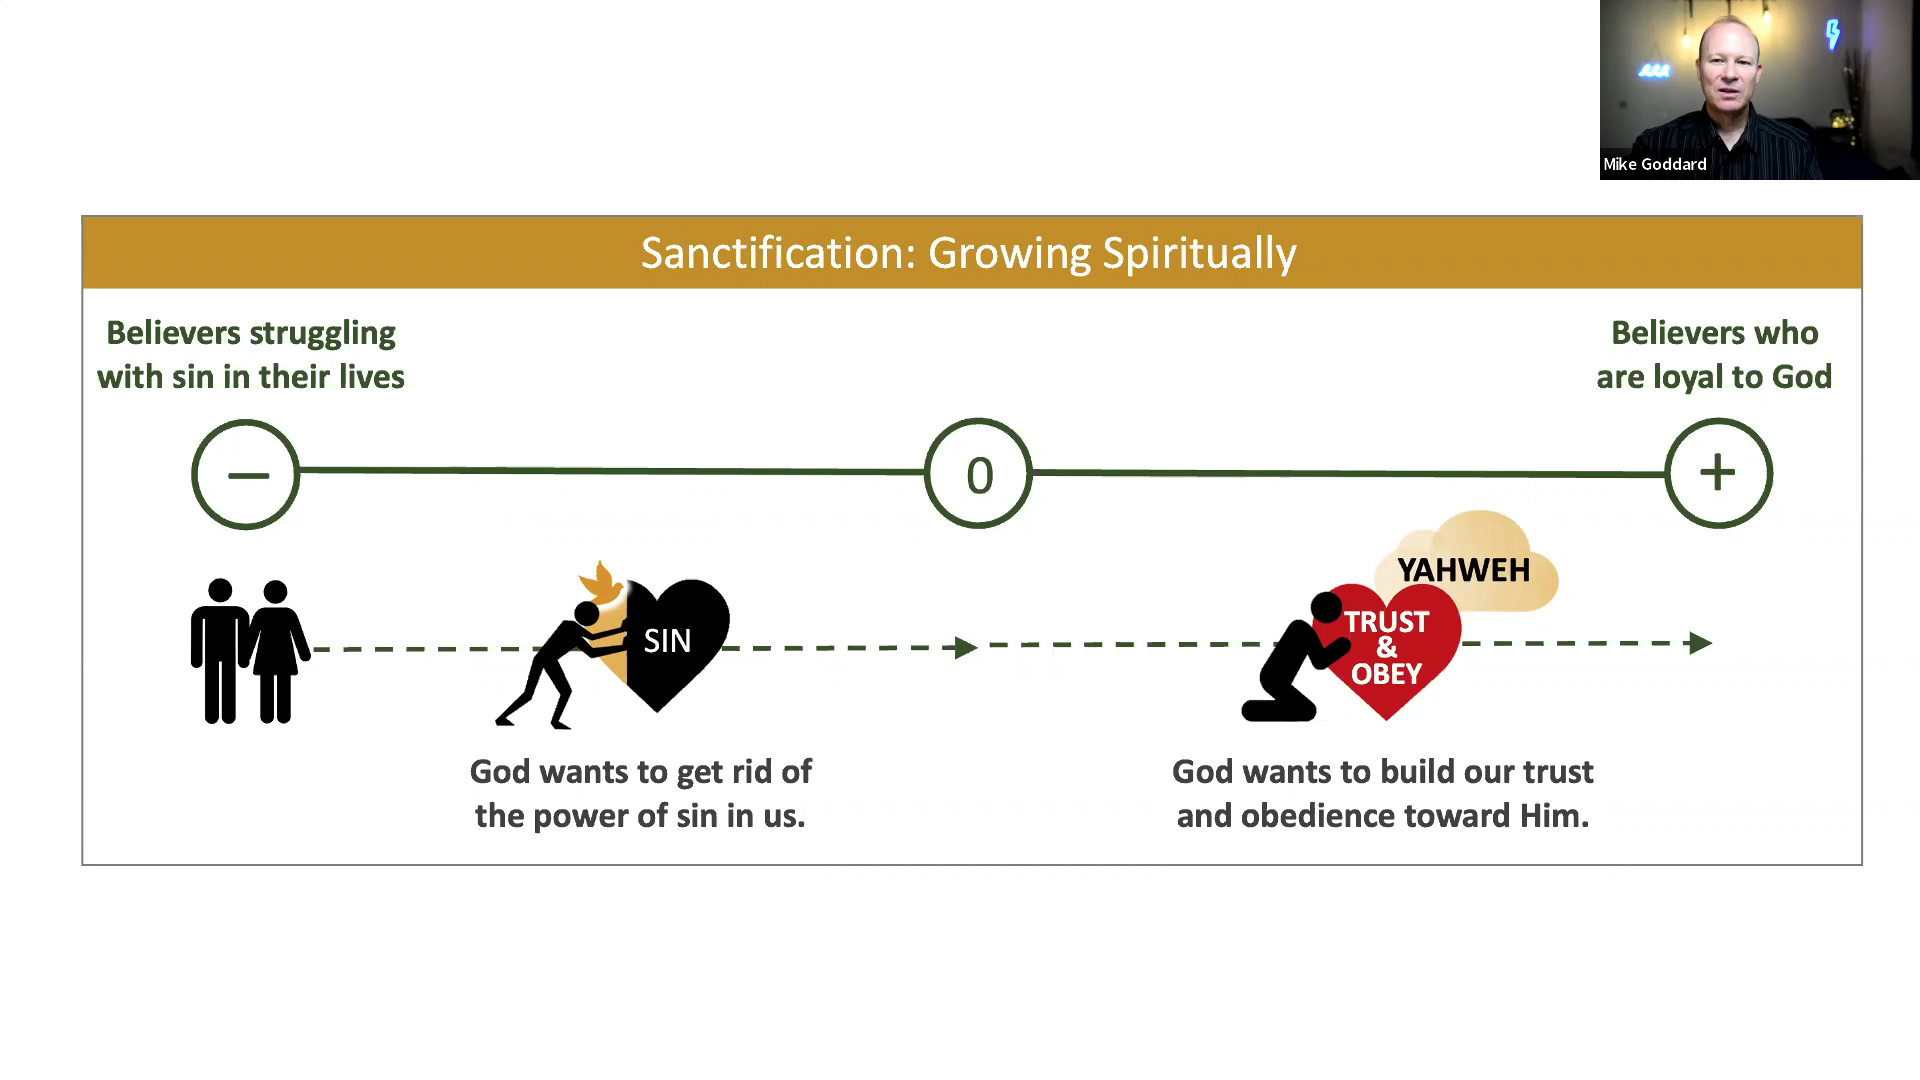 Mike Goddard
Sanctification: Growing Spiritually
Believers struggling
with sin in their lives
Believers who
are loyal to God
−
0
+
SIN
YAHWEH
TRUST
&
OBEY
God wants to get rid of
the power of sin in us.
God wants to build our trust
and obedience toward Him.